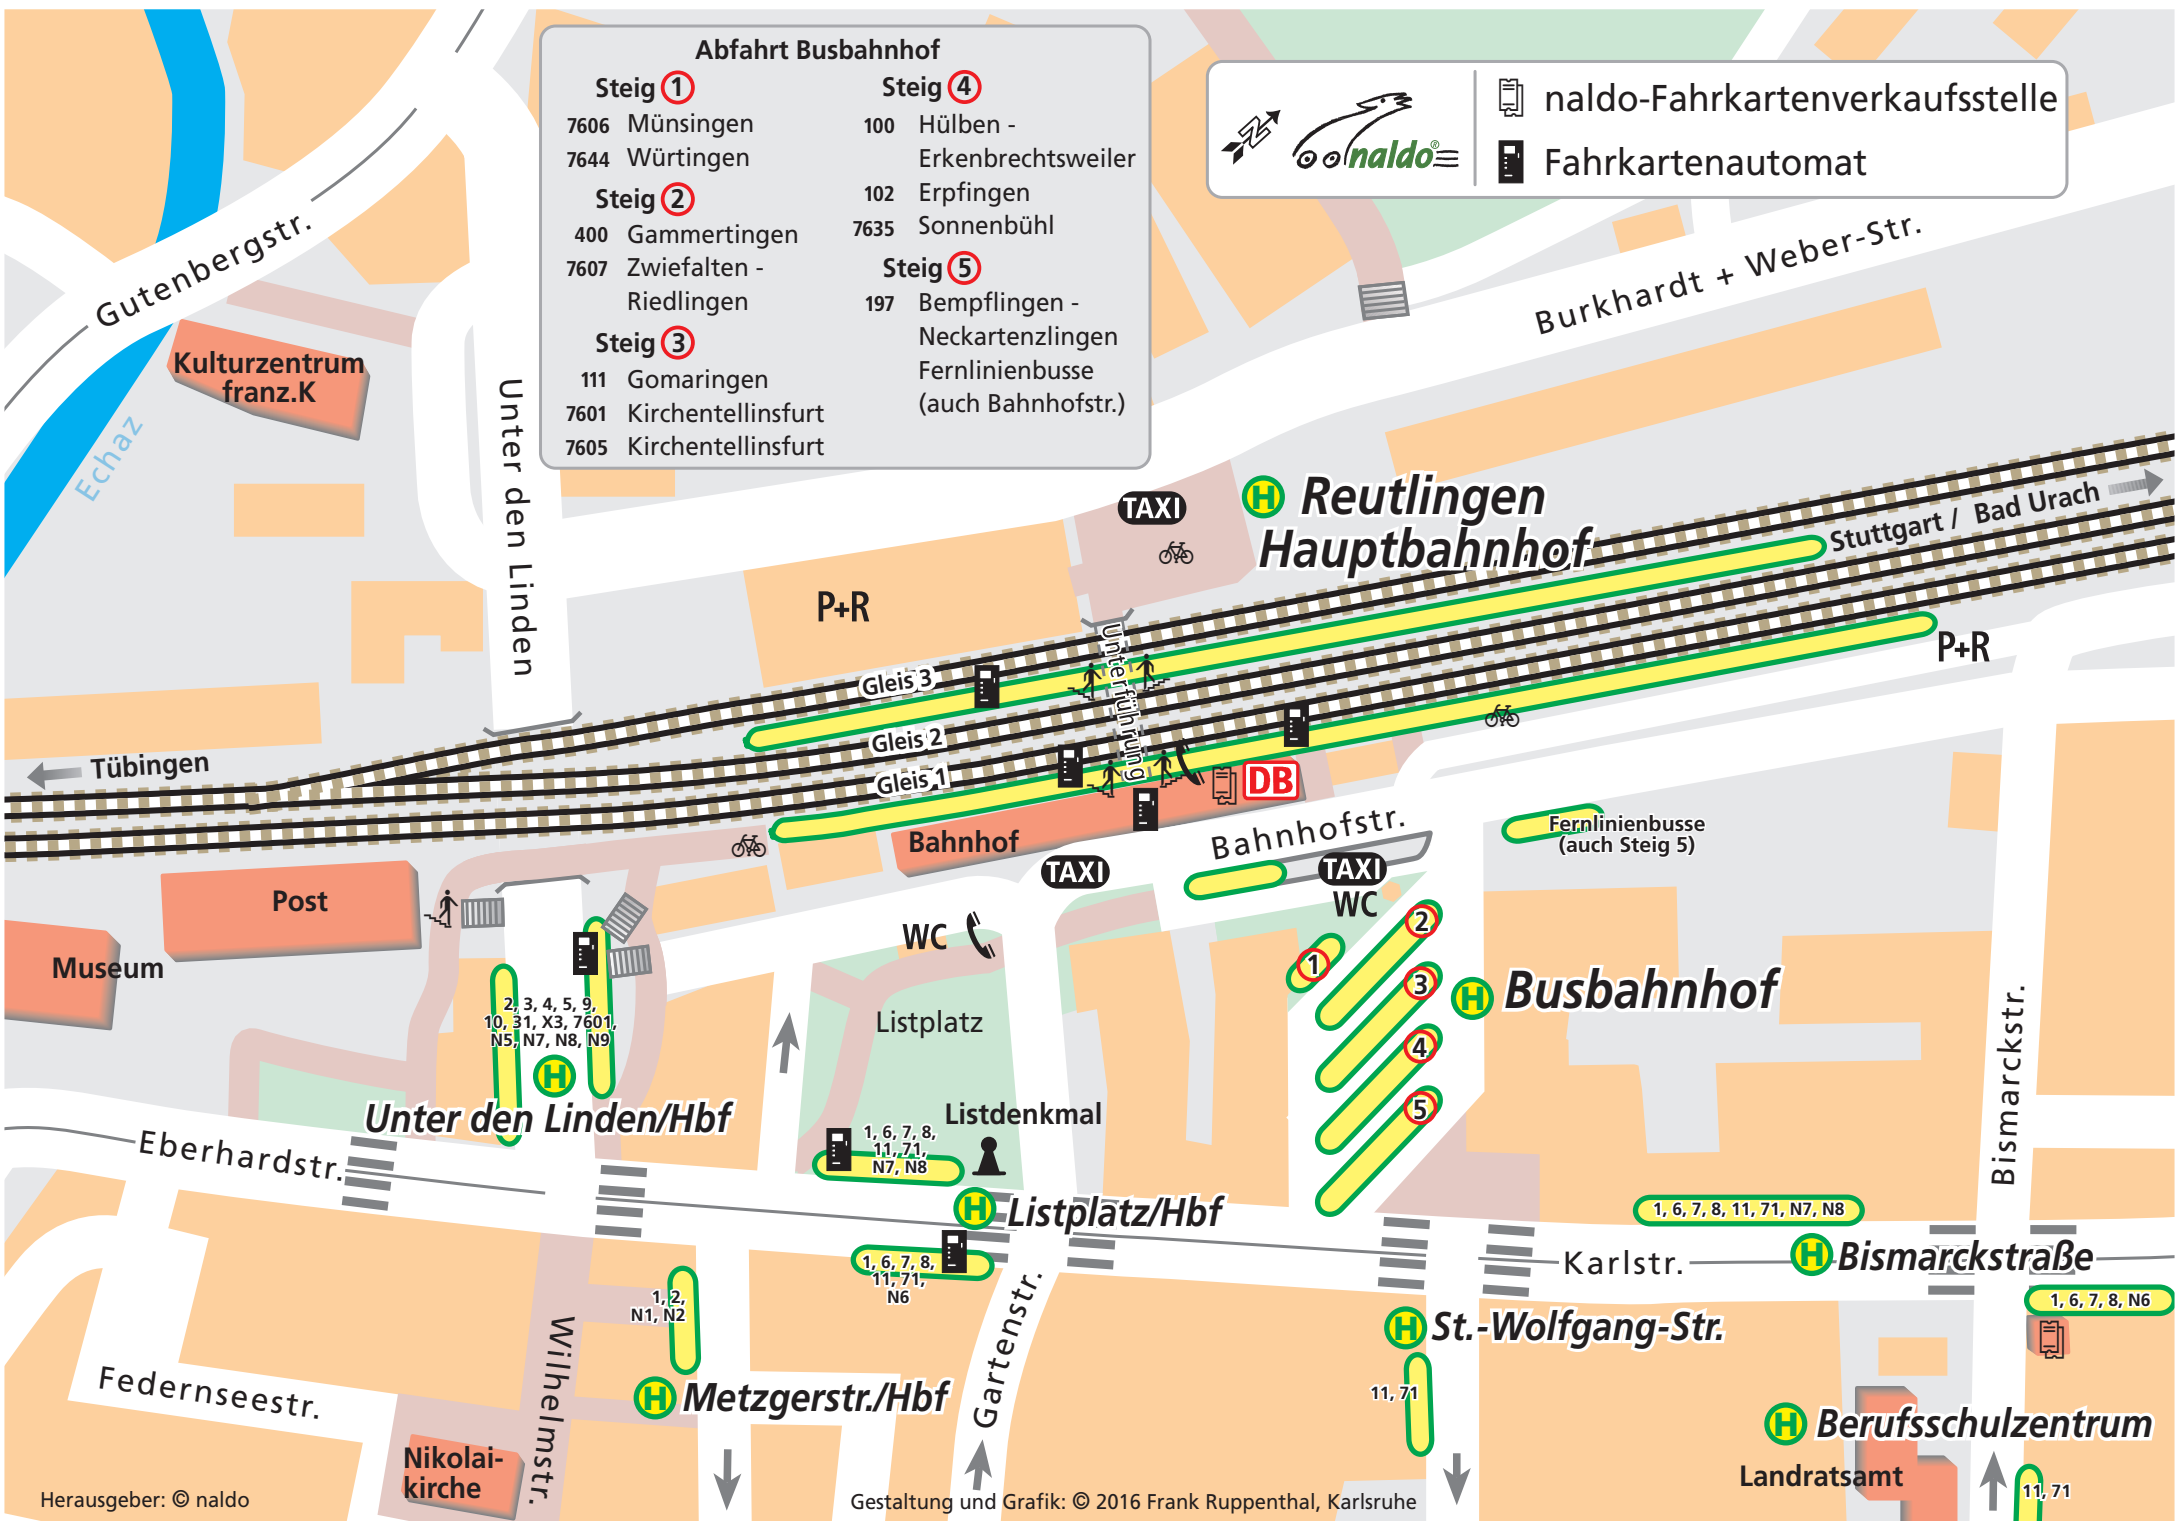 Abfahrt Busbahnhof
Steig 1
7606 Münsingen
7644 Würtingen
Steig 2
400 Gammertingen
7607 Zwiefalten -
Riedlingen
Steig 3
111 Gomaringen
7601 Kirchentellinsfurt
7605 Kirchentellinsfurt
Steig 4
100 Hülben -
Erkenbrechtsweiler
102 Erpfingen
7635 Sonnenbühl
Steig 5
197 Bempflingen -
Neckartenzlingen
Fernlinienbusse
(auch Bahnhofstr.)
N
naldo®
naldo-Fahrkartenverkaufsstelle
Fahrkartenautomat
Gutenbergstr.
Burkhardt + Weber-Str.
Kulturzentrum
franz.K
Echaz
Unter den Linden
TAXI
H Reutlingen
Hauptbahnhof
Stuttgart / Bad Urach
P+R
P+R
Unterführung
Gleis 3
Gleis 2
Gleis 1
Tübingen
DB
Bahnhof
Bahnhofstr.
Fernlinienbusse
(auch Steig 5)
TAXI
TAXI
WC
WC
Post
Museum
1
2
3
4
5
H Busbahnhof
Listplatz
2, 3, 4, 5, 9,
10, 31, X3, 7601,
N5, N7, N8, N9
H
Unter den Linden/Hbf
Bismarckstr.
Listdenkmal
1, 6, 7, 8,
11, 71,
N7, N8
Eberhardstr.
H Listplatz/Hbf
1, 6, 7, 8, 11, 71, N7, N8
1, 6, 7, 8,
11, 71,
N6
Karlstr.
H Bismarckstraße
1, 6, 7, 8, N6
1, 2,
N1, N2
H St.-Wolfgang-Str.
11, 71
Wilhelmstr.
Gartenstr.
Federnseestr.
H Metzgerstr./Hbf
H Berufsschulzentrum
Nikolai-
kirche
Landratsamt
11, 71
Herausgeber: © naldo
Gestaltung und Grafik: © 2016 Frank Ruppenthal, Karlsruhe